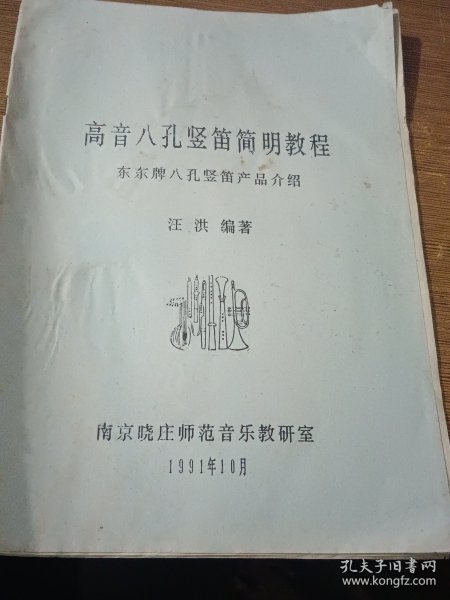 高音八孔竖笛简明教程
东东牌八孔竖笛产品介绍
汪 洪 编著
南京晓庄师范音乐教研室
1991年10月
孔夫子旧书网
www.kongfz.com